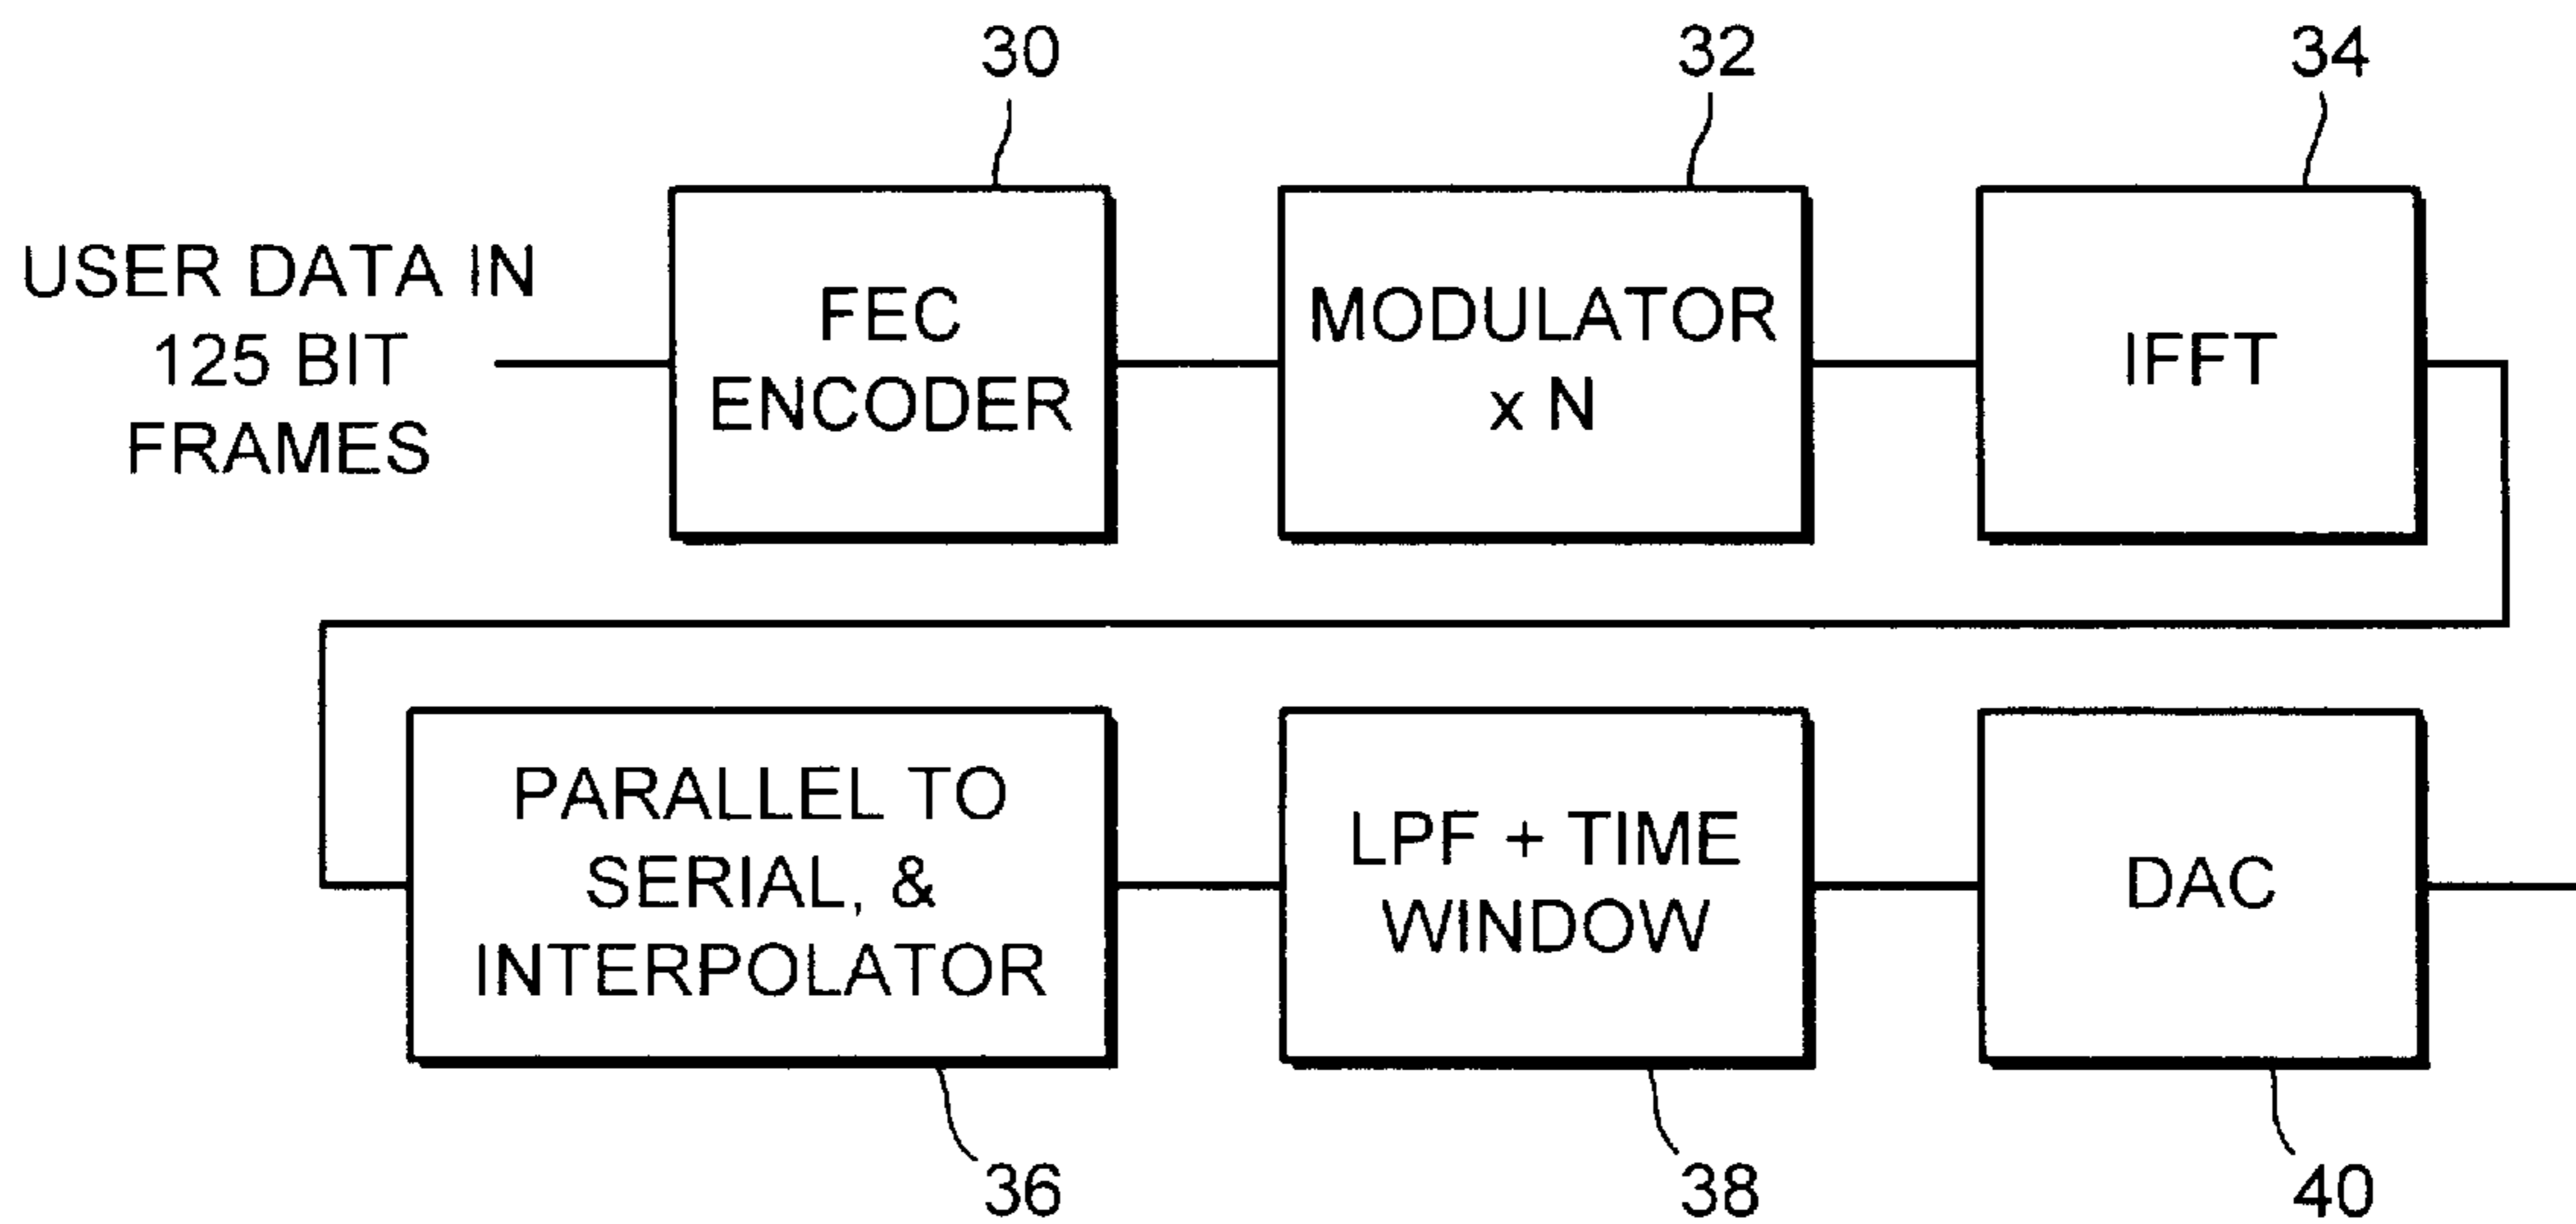 30
32
34
USER DATA IN
125 BIT
FRAMES
FEC
ENCODER
MODULATOR
x N
IFFT
PARALLEL TO
SERIAL, &
INTERPOLATOR
LPF + TIME
WINDOW
DAC
36
38
40